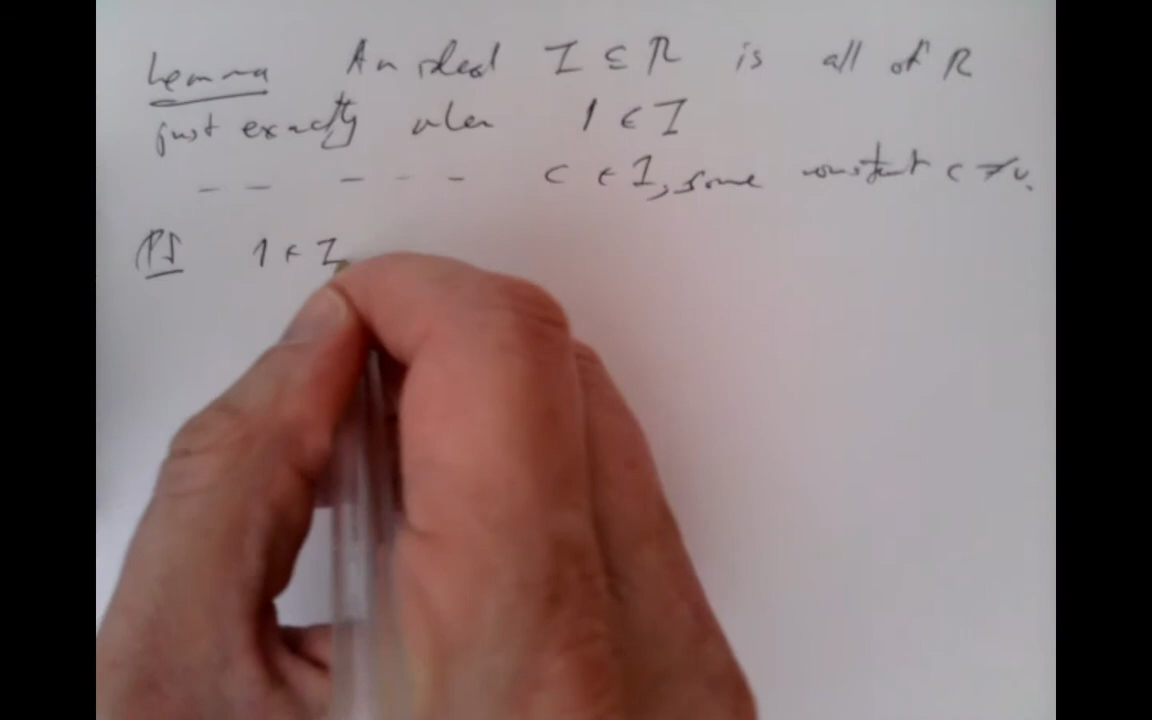 Lemma An ideal I ⊆ R is all of R
just exactly when 1 ∈ I
-- -- -- - - - c ∈ I, some constant c ≠ 0.
Pf 1 ∈ I